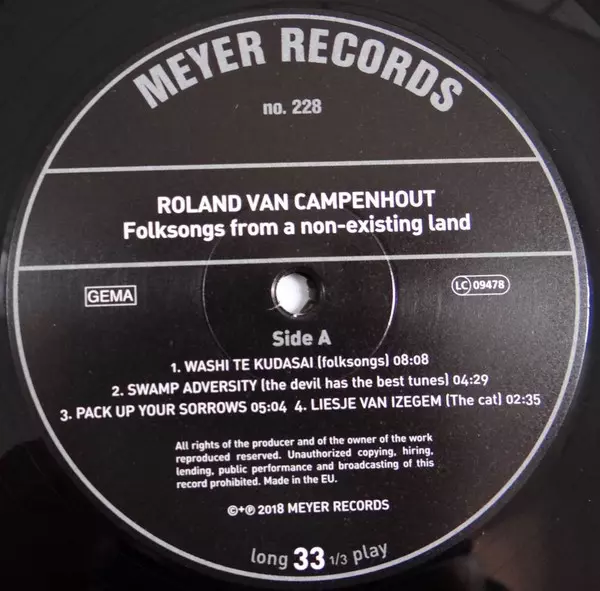 MEYER RECORDS
no. 228
ROLAND VAN CAMPENHOUT
Folksongs from a non-existing land
GEMA
LC 09478
Side A
1. WASHI TE KUDASAI (folksongs) 08:08
2. SWAMP ADVERSITY (the devil has the best tunes) 04:29
3. PACK UP YOUR SORROWS 05:04 4. LIESJE VAN IZEGEM (The cat) 02:35
All rights of the producer and of the owner of the work
reproduced reserved. Unauthorized copying, hiring,
lending, public performance and broadcasting of this
record prohibited. Made in the EU.
©+℗ 2018 MEYER RECORDS
long 33 1/3 play